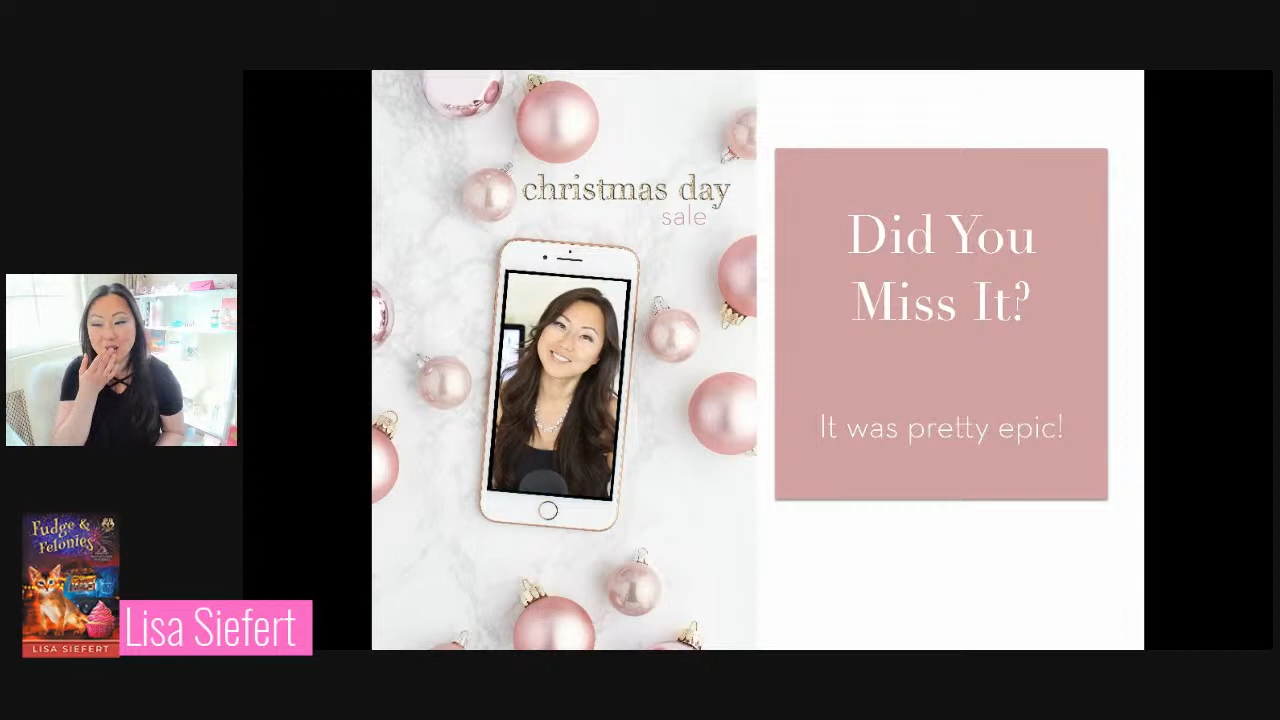 christmas day
sale
Did You
Miss It?
It was pretty epic!
Fudge &
Felonies
LISA SIEFERT
Lisa Siefert